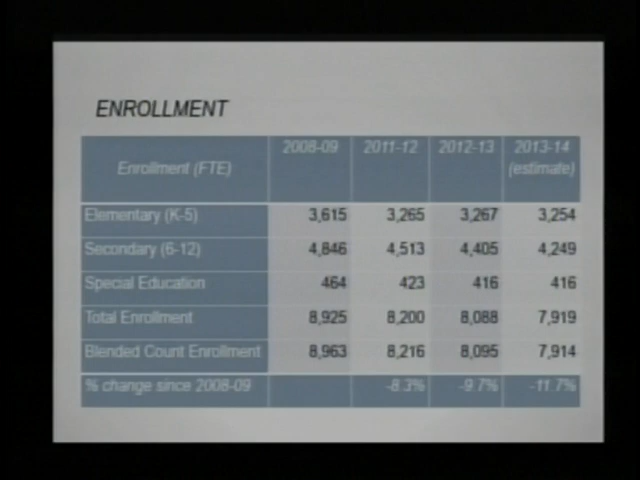 ENROLLMENT
Enrollment (FTE) 2008-09 2011-12 2012-13 2013-14 (estimate)
Elementary (K-5) 3,615 3,265 3,267 3,254
Secondary (6-12) 4,846 4,513 4,405 4,249
Special Education 464 423 416 416
Total Enrollment 8,925 8,200 8,088 7,919
Blended Count Enrollment 8,963 8,216 8,095 7,914
% change since 2008-09 -8.3% -9.7% -11.7%